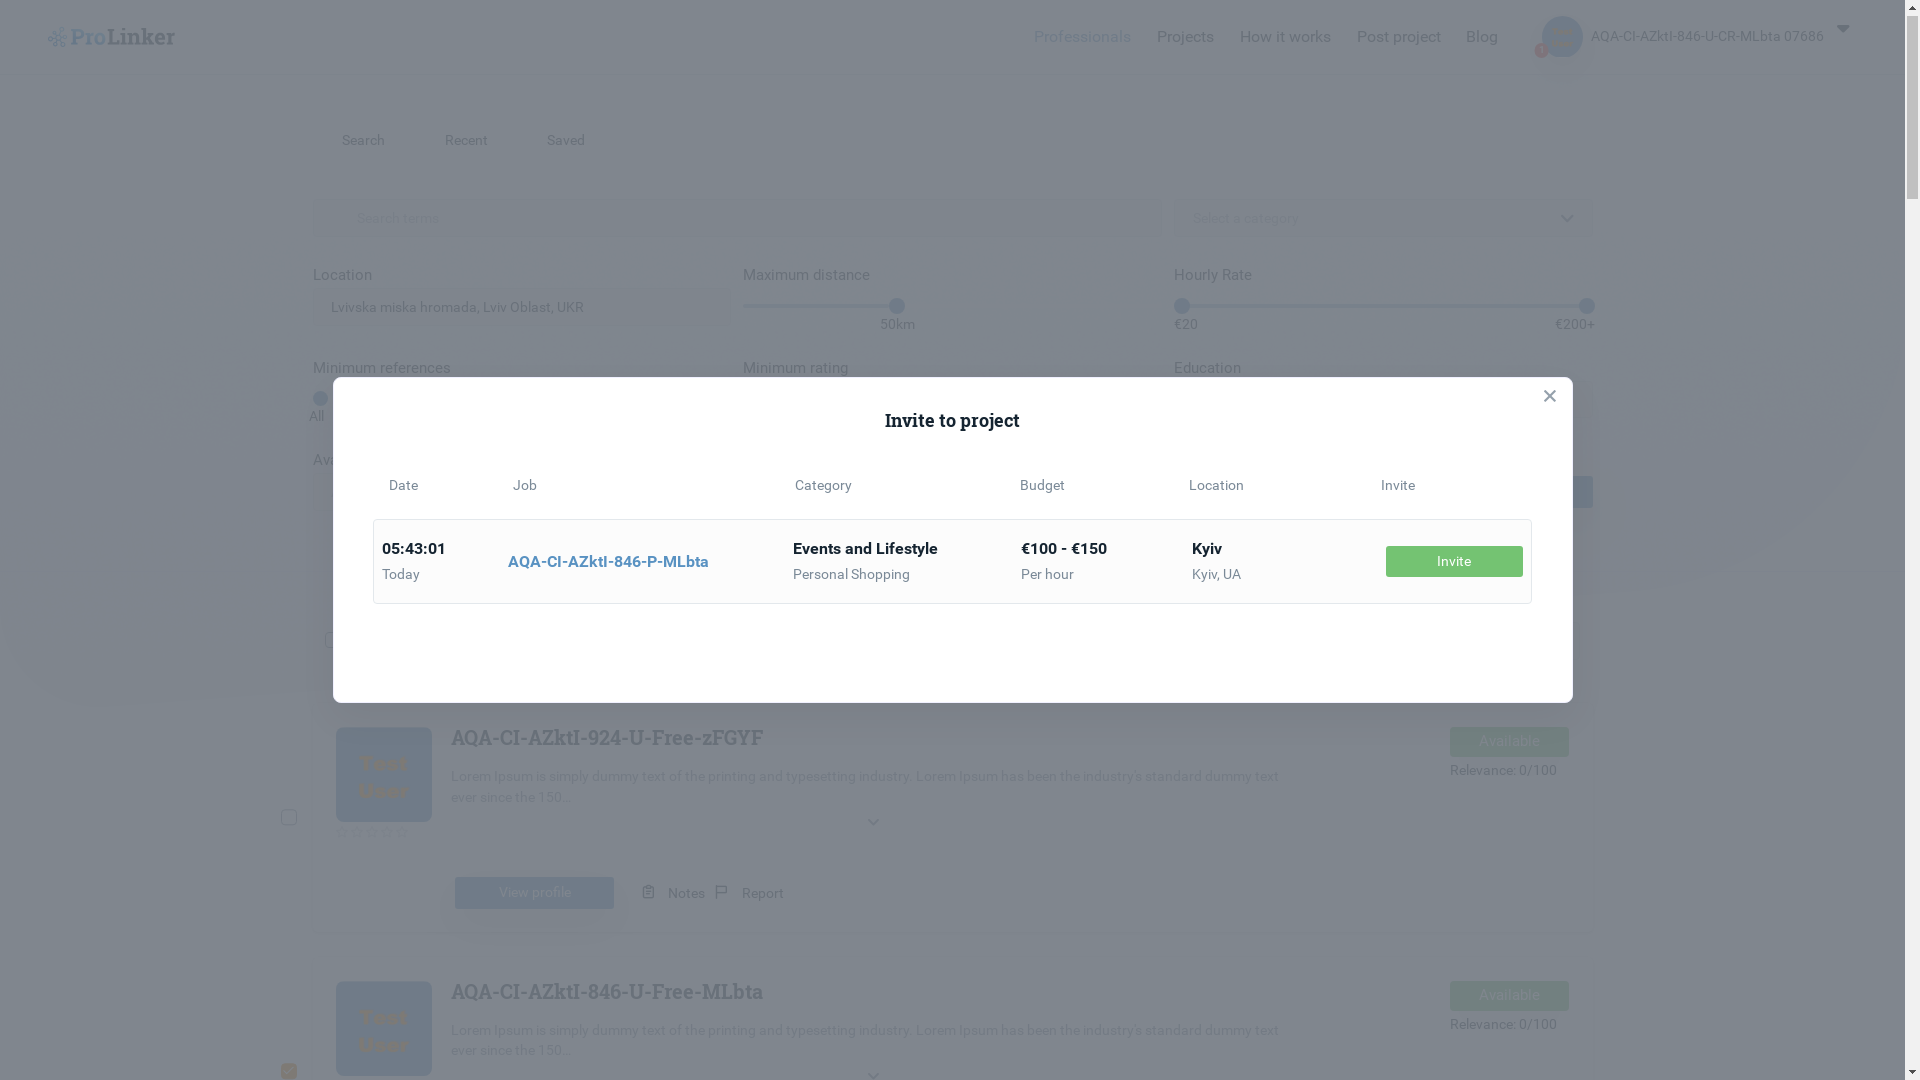 ProLinker
Professionals
Projects
How it works
Post project
Blog
AQA-CI-AZktI-846-U-CR-MLbta 07686
Search
Recent
Saved
Search terms
Select a category
Location
Maximum distance
Hourly Rate
Lvivska miska hromada, Lviv Oblast, UKR
50km
€20
€200+
Minimum references
Minimum rating
Education
All
Invite to project
Date
Job
Category
Budget
Location
Invite
05:43:01
Today
AQA-CI-AZktI-846-P-MLbta
Events and Lifestyle
Personal Shopping
€100 - €150
Per hour
Kyiv
Kyiv, UA
Invite
AQA-CI-AZktI-924-U-Free-zFGYF
Available
Test
User
Lorem Ipsum is simply dummy text of the printing and typesetting industry. Lorem Ipsum has been the industry's standard dummy text
ever since the 150...
Relevance: 0/100
View profile
Notes
Report
AQA-CI-AZktI-846-U-Free-MLbta
Available
Test
User
Lorem Ipsum is simply dummy text of the printing and typesetting industry. Lorem Ipsum has been the industry's standard dummy text
ever since the 150...
Relevance: 0/100